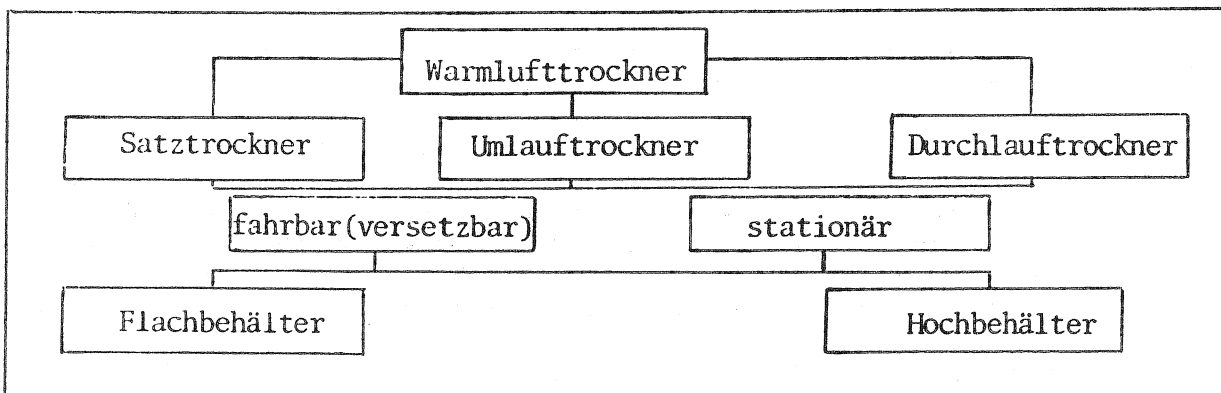 Warmlufttrockner
Satztrockner Umlauftrockner Durchlauftrockner
fahrbar(versetzbar) stationär
Flachbehälter Hochbehälter